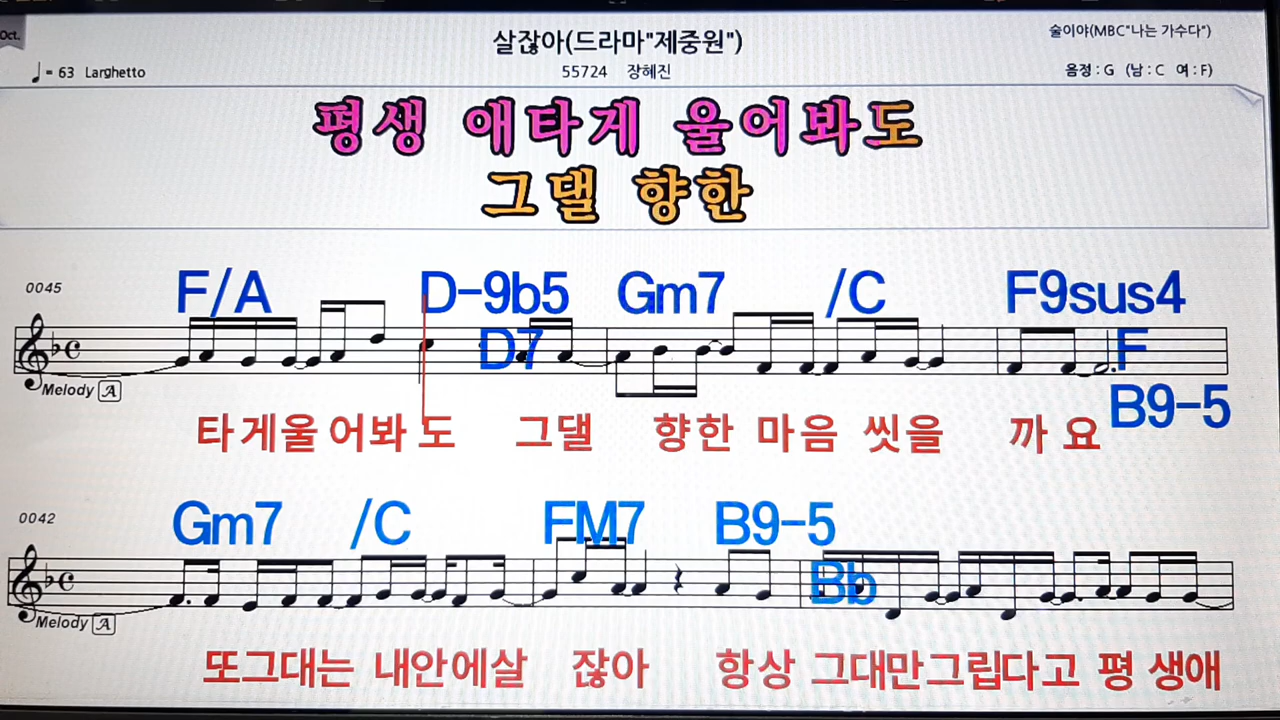 Oct.
살잖아(드라마"제중원")
술이야(MBC"나는 가수다")
♩= 63 Larghetto
55724 장혜진
음정 : G (남 : C 여 : F)
평생 애타게 울어봐도
그댈 향한
0045
F/A D-9b5 Gm7 /C F9sus4
D7 F
Melody A
B9-5
타게울 어봐 도 그댈 향한 마음 씻을 까 요
0042
Gm7 /C FM7 B9-5
Bb
Melody A
또그대는 내안에살 잖아 항상 그대만그립다고 평 생애